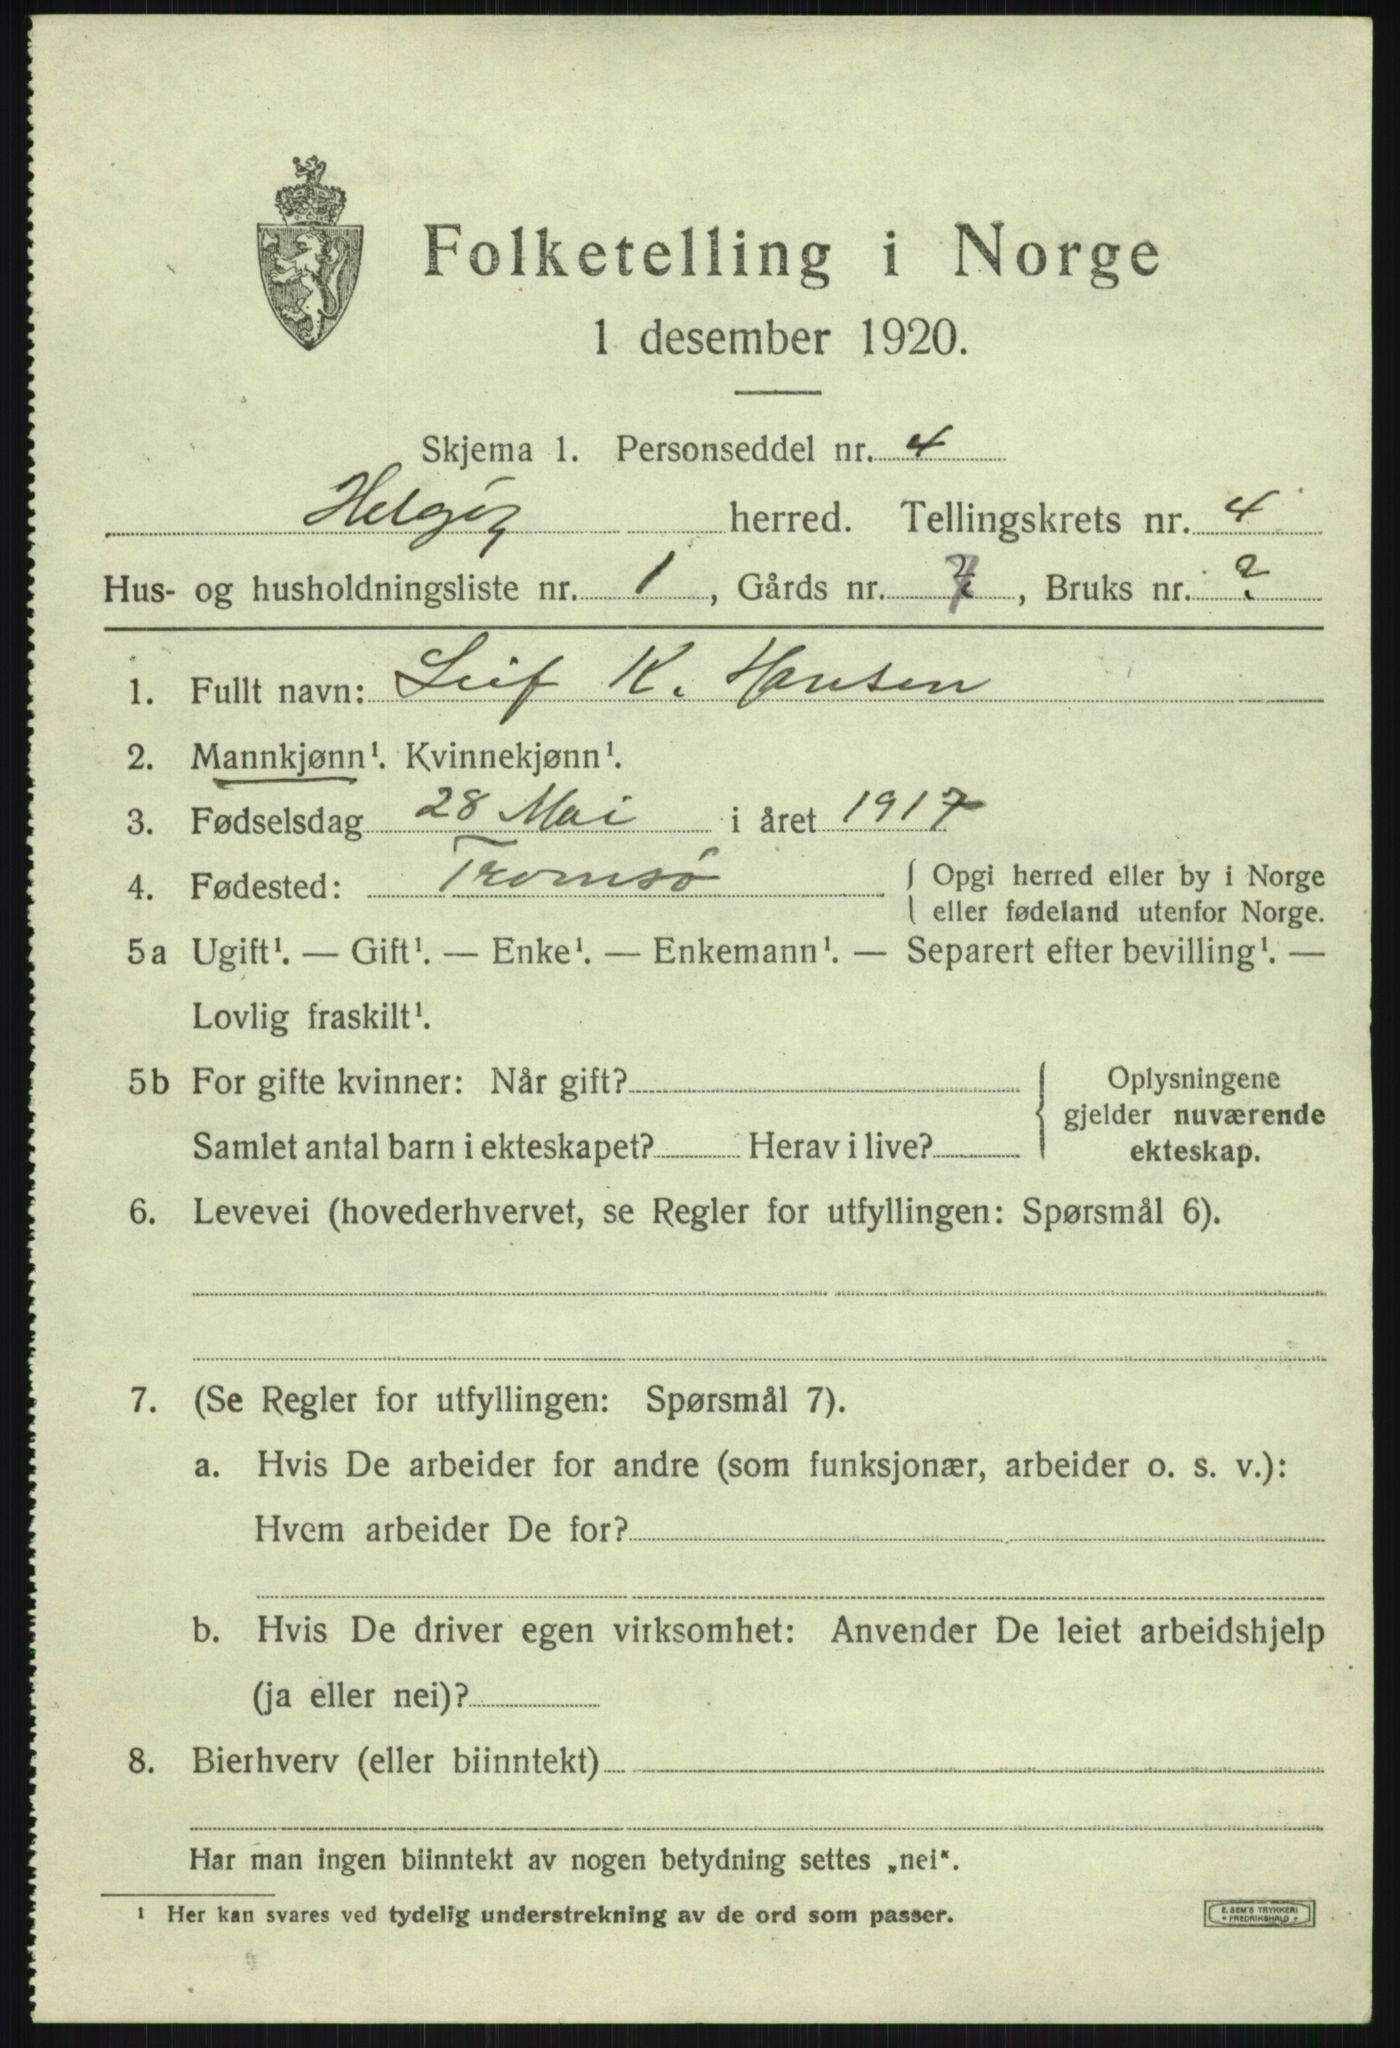 Folketelling i Norge
1 desember 1920.
Skjema 1. Personseddel nr. 4
Helgøy herred. Tellingskrets nr. 4
Hus- og husholdningsliste nr. 1, Gårds nr. 7, Bruks nr. ?
1. Fullt navn: Leif K. Hansen
2. Mannkjønn¹. Kvinnekjønn¹.
3. Fødselsdag 28 Mai i året 1917
4. Fødested: Tromsø { Opgi herred eller by i Norge
eller fødeland utenfor Norge.
5a Ugift¹. — Gift¹. — Enke¹. — Enkemann¹. — Separert efter bevilling¹. —
Lovlig fraskilt¹.
5b For gifte kvinner: Når gift? { Oplysningene
gjelder nuværende
Samlet antal barn i ekteskapet? Herav i live? ekteskap.
6. Levevei (hovederhvervet, se Regler for utfyllingen: Spørsmål 6).
7. (Se Regler for utfyllingen: Spørsmål 7).
a. Hvis De arbeider for andre (som funksjonær, arbeider o. s. v.):
Hvem arbeider De for?
b. Hvis De driver egen virksomhet: Anvender De leiet arbeidshjelp
(ja eller nei)?
8. Bierhverv (eller biinntekt)
Har man ingen biinntekt av nogen betydning settes „nei".
¹ Her kan svares ved tydelig understrekning av de ord som passer.
E. SEM'S TRYKKERI
• FREDRIKSHALD •